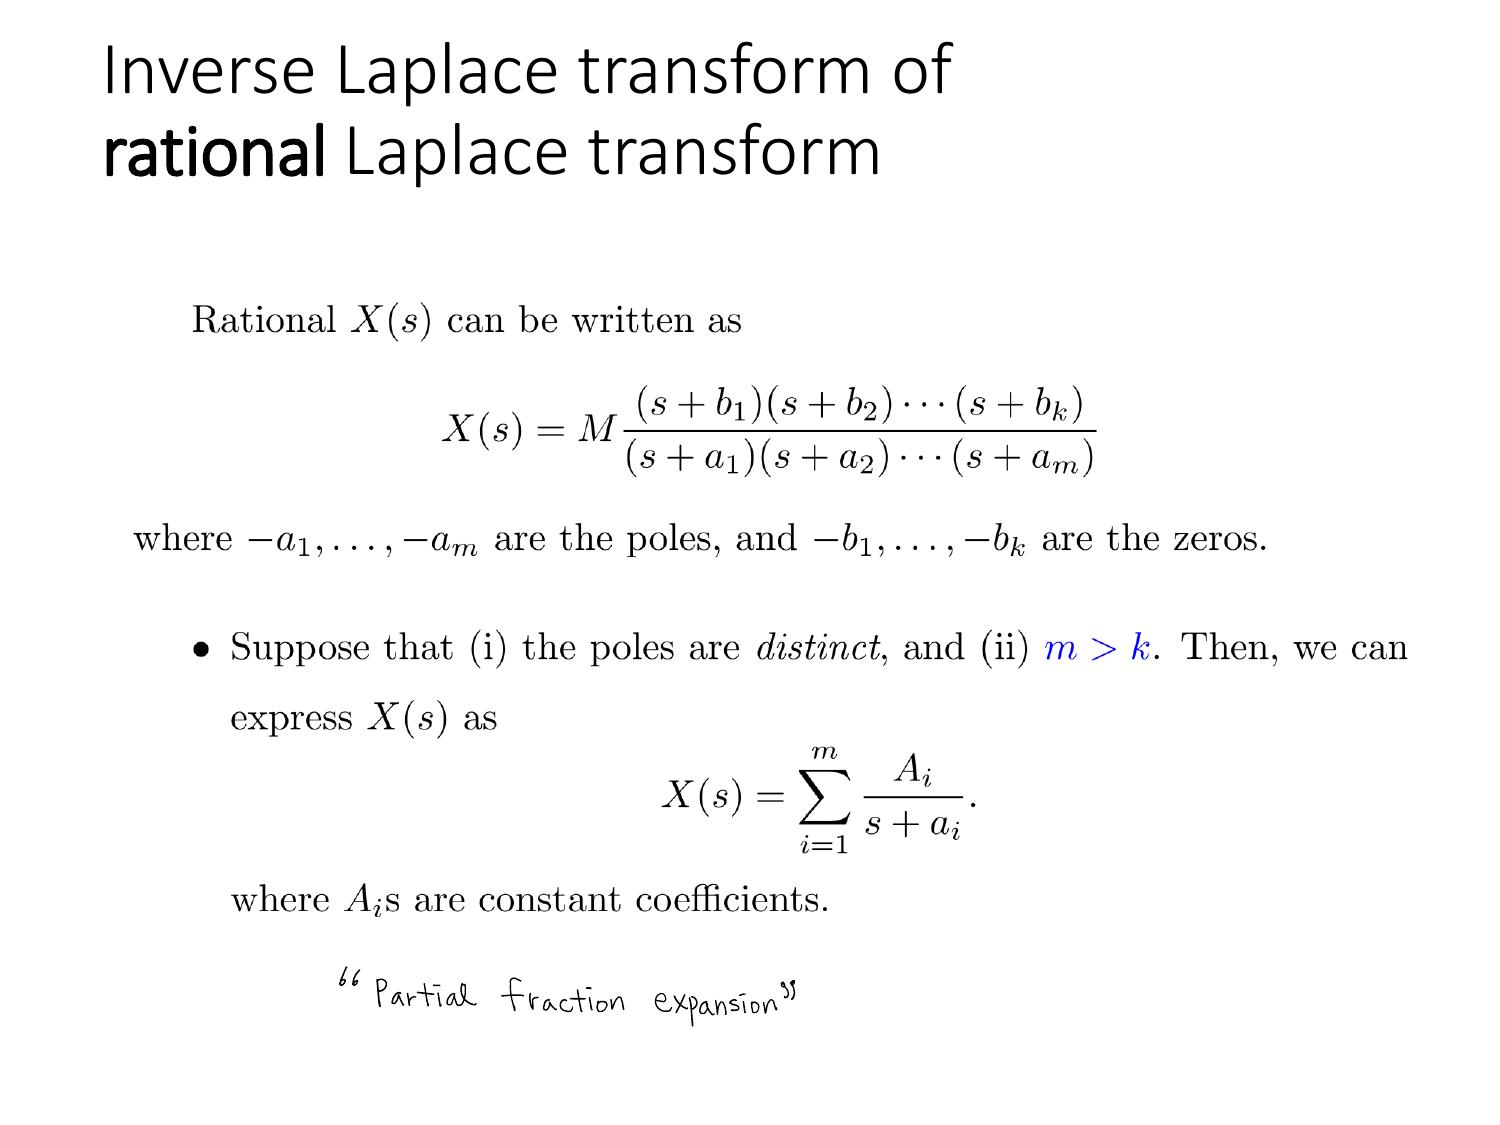 Inverse Laplace transform of
rational Laplace transform
Rational X(s) can be written as
X(s) = M \frac{(s + b_1)(s + b_2) \cdots (s + b_k)}{(s + a_1)(s + a_2) \cdots (s + a_m)}
where −a_1, . . . , −a_m are the poles, and −b_1, . . . , −b_k are the zeros.
• Suppose that (i) the poles are distinct, and (ii) m > k. Then, we can
express X(s) as
X(s) = \sum_{i=1}^{m} \frac{A_i}{s + a_i}.
where A_is are constant coefficients.
“Partial fraction expansion”